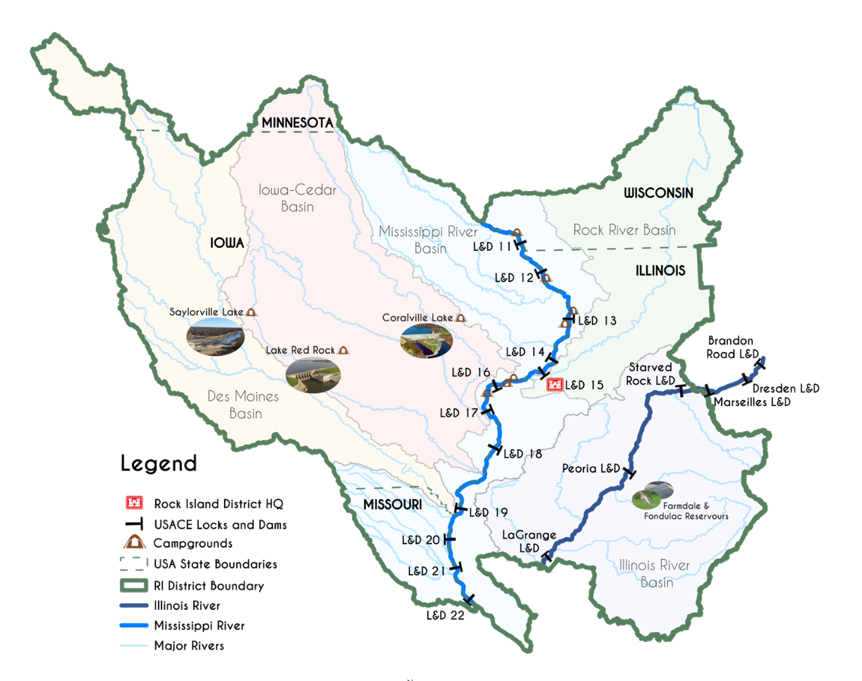 MINNESOTA
Iowa-Cedar
Basin
WISCONSIN
Mississippi River
Basin
Rock River Basin
IOWA
L&D 11
ILLINOIS
L&D 12
Saylorville Lake
Coralville Lake
L&D 13
Lake Red Rock
L&D 14
Brandon
Road L&D
L&D 16
Starved
Rock L&D
L&D 15
Dresden L&D
Marseilles L&D
Des Moines
Basin
L&D 17
L&D 18
Peoria L&D
Legend
Rock Island District HQ
USACE Locks and Dams
Campgrounds
USA State Boundaries
RI District Boundary
Illinois River
Mississippi River
Major Rivers
MISSOURI
L&D 19
Farmdale &
Fondulac Reservours
L&D 20
LaGrange
L&D
L&D 21
Illinois River
Basin
L&D 22